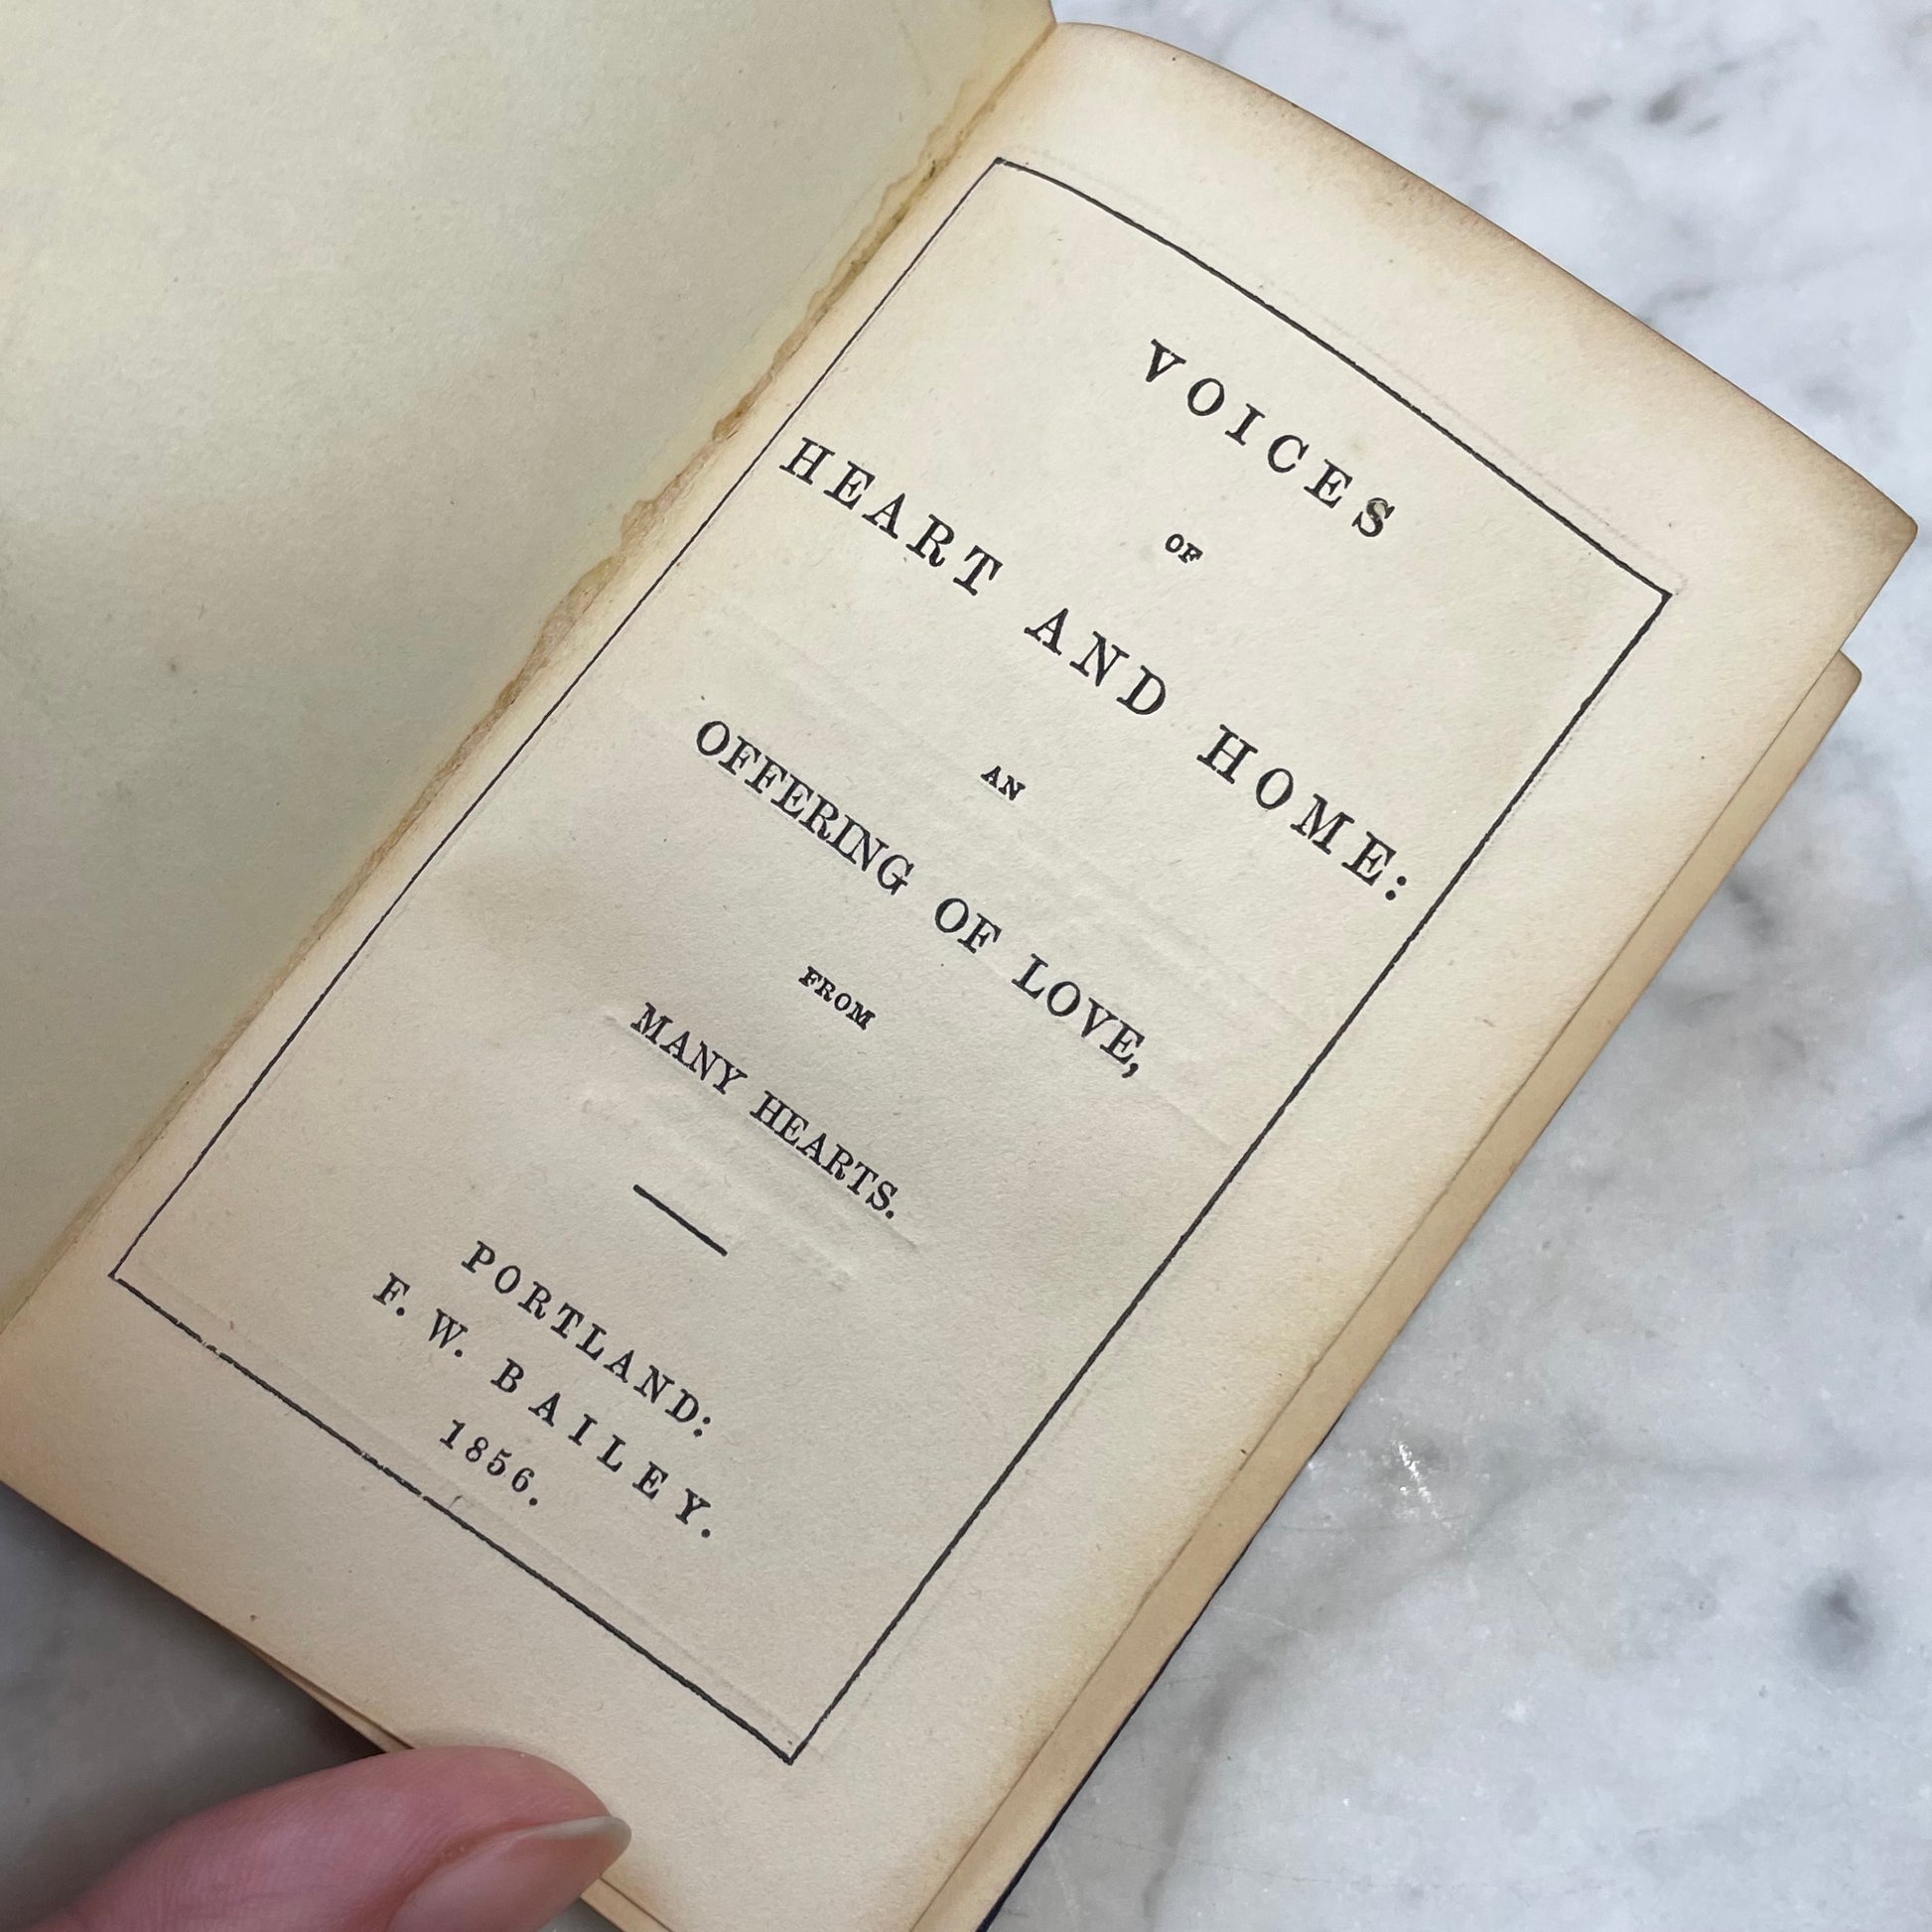 VOICES
OF
HEART AND HOME:
AN
OFFERING OF LOVE,
FROM
MANY HEARTS.
PORTLAND:
F. W. BAILEY.
1856.